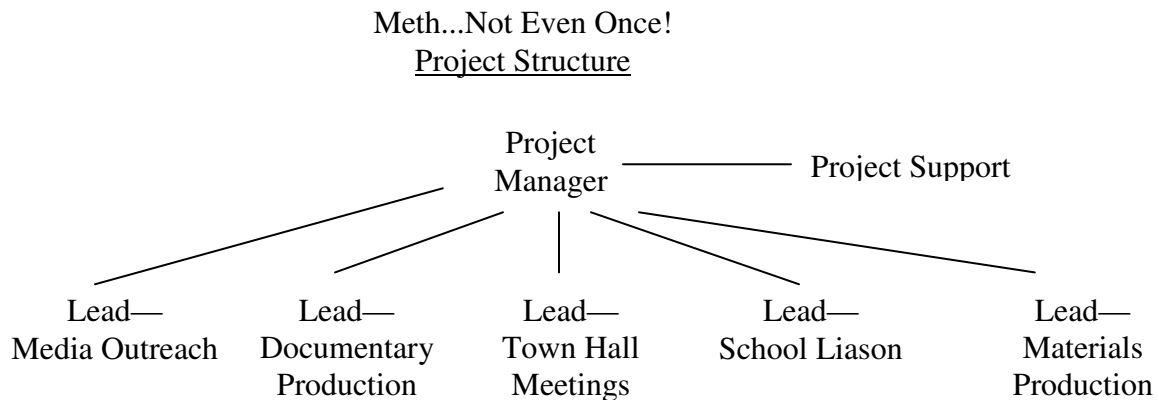 Meth...Not Even Once!
Project Structure
Project
Manager
Project Support
Lead—
Media Outreach
Lead—
Documentary
Production
Lead—
Town Hall
Meetings
Lead—
School Liason
Lead—
Materials
Production